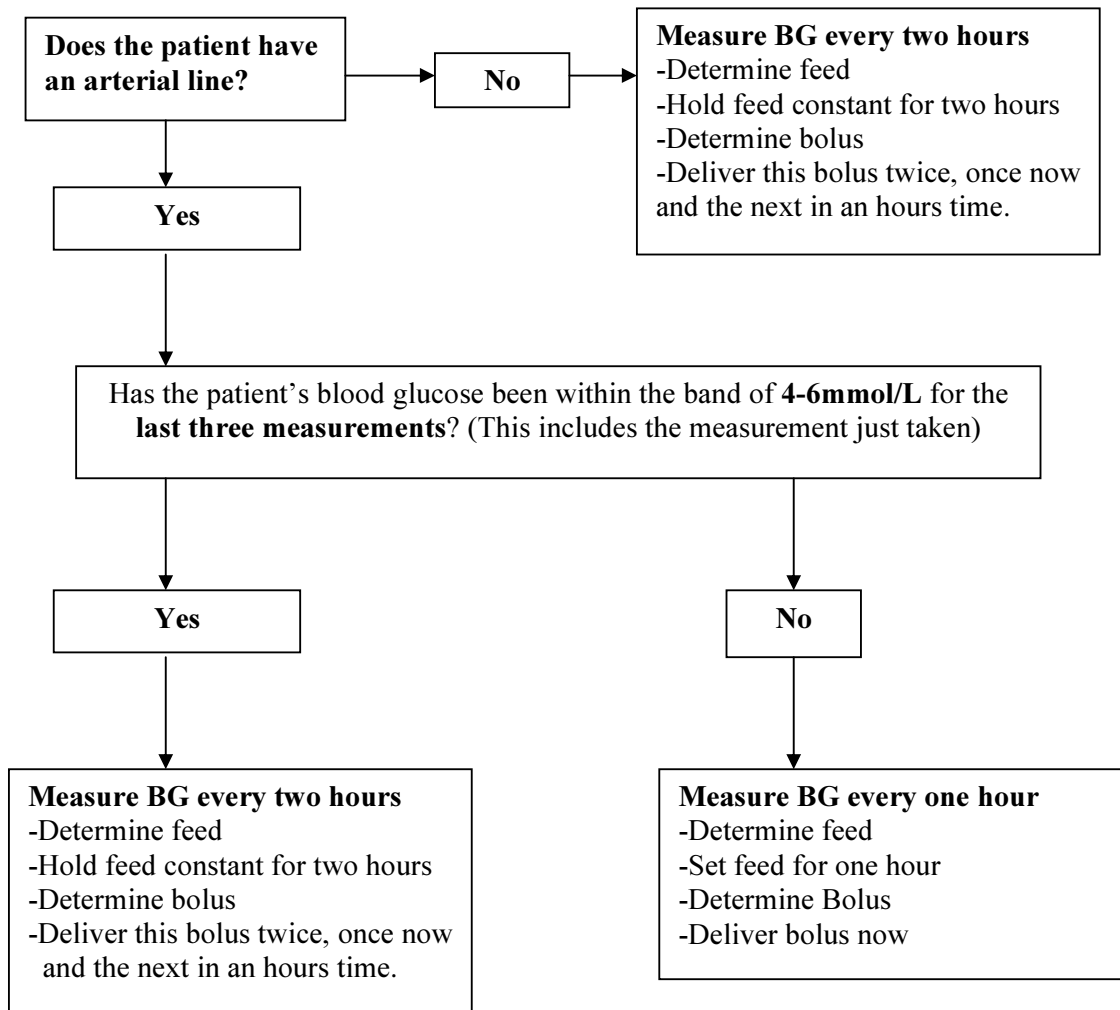 Does the patient have
an arterial line?
No
Measure BG every two hours
-Determine feed
-Hold feed constant for two hours
-Determine bolus
-Deliver this bolus twice, once now
and the next in an hours time.
Yes
Has the patient’s blood glucose been within the band of 4-6mmol/L for the
last three measurements? (This includes the measurement just taken)
Yes
No
Measure BG every two hours
-Determine feed
-Hold feed constant for two hours
-Determine bolus
-Deliver this bolus twice, once now
and the next in an hours time.
Measure BG every one hour
-Determine feed
-Set feed for one hour
-Determine Bolus
-Deliver bolus now